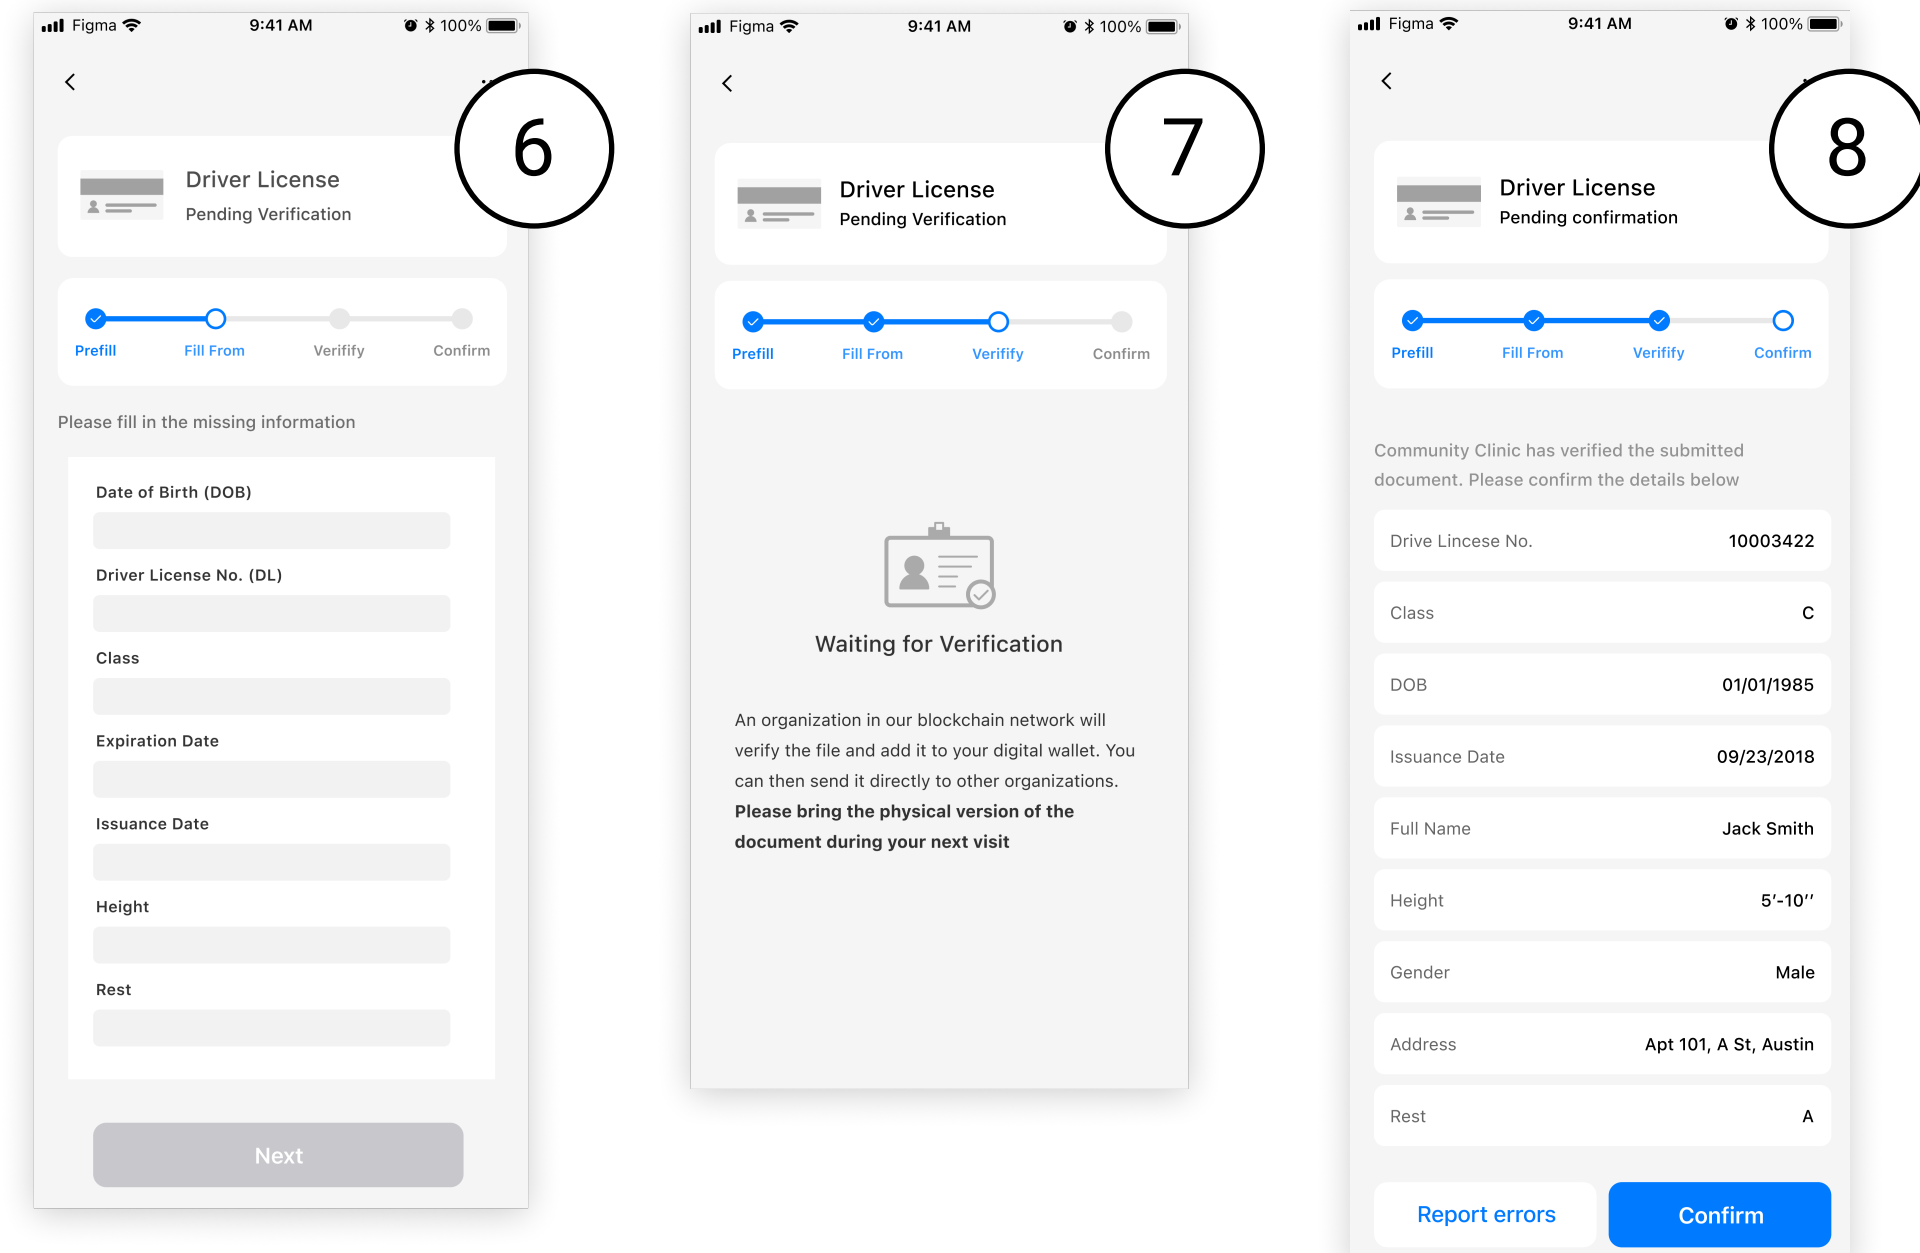 Figma 9:41 AM 100%
6
Driver License
Pending Verification
Prefill Fill From Verifify Confirm
Please fill in the missing information
Date of Birth (DOB)
Driver License No. (DL)
Class
Expiration Date
Issuance Date
Height
Rest
Next
Figma 9:41 AM 100%
7
Driver License
Pending Verification
Prefill Fill From Verifify Confirm
Waiting for Verification
An organization in our blockchain network will
verify the file and add it to your digital wallet. You
can then send it directly to other organizations.
Please bring the physical version of the
document during your next visit
Figma 9:41 AM 100%
8
Driver License
Pending confirmation
Prefill Fill From Verifify Confirm
Community Clinic has verified the submitted
document. Please confirm the details below
Drive Lincese No. 10003422
Class C
DOB 01/01/1985
Issuance Date 09/23/2018
Full Name Jack Smith
Height 5'-10''
Gender Male
Address Apt 101, A St, Austin
Rest A
Report errors Confirm